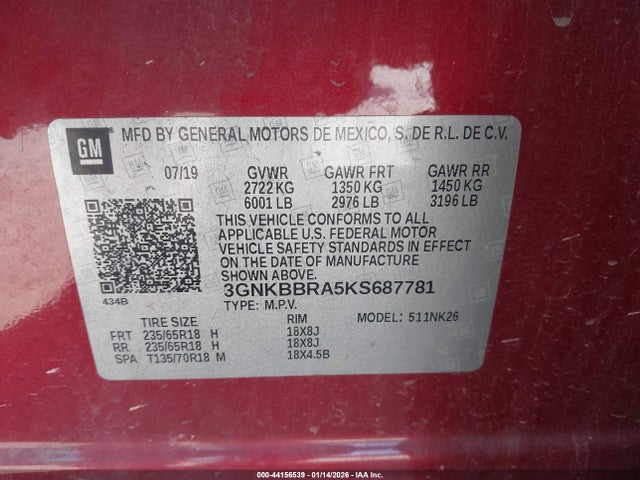 GM
MFD BY GENERAL MOTORS DE MEXICO, S. DE R.L. DE C.V.
07/19 GVWR GAWR FRT GAWR RR
2722 KG 1350 KG 1450 KG
6001 LB 2976 LB 3196 LB
THIS VEHICLE CONFORMS TO ALL
APPLICABLE U.S. FEDERAL MOTOR
VEHICLE SAFETY STANDARDS IN EFFECT
ON THE DATE OF MANUFACTURE
SHOWN ABOVE.
434B
3GNKBBRA5KS687781
TYPE: M.P.V.
TIRE SIZE RIM MODEL: 511NK26
FRT 235/65R18 H 18X8J
RR 235/65R18 H 18X8J
SPA T135/70R18 M 18X4.5B
000-44156539 - 01/14/2026 - IAA Inc.